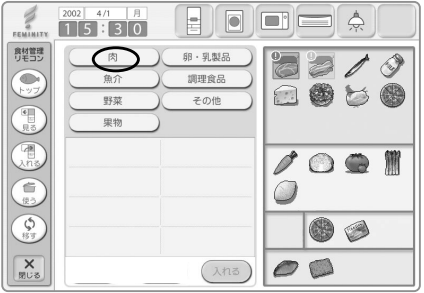 FEMINITY
2002 4/1 月
15:30
食材管理
リモコン
トップ
見る
入れる
使う
移す
閉じる
肉
卵・乳製品
魚介
調理食品
野菜
その他
果物
入れる